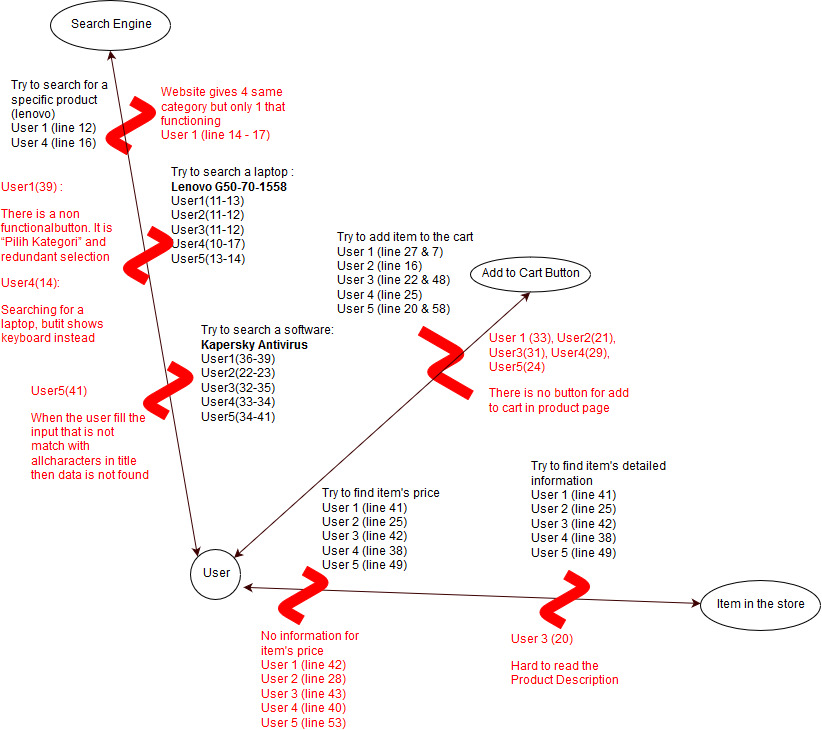 Search Engine
Try to search for a
specific product
(lenovo)
User 1 (line 12)
User 4 (line 16)
Website gives 4 same
category but only 1 that
functioning
User 1 (line 14 - 17)
Try to search a laptop :
Lenovo G50-70-1558
User1(11-13)
User2(11-12)
User3(11-12)
User4(10-17)
User5(13-14)
User1(39) :
There is a non
functionalbutton. It is
“Pilih Kategori” and
redundant selection
User4(14):
Searching for a
laptop, butit shows
keyboard instead
Try to add item to the cart
User 1 (line 27 & 7)
User 2 (line 16)
User 3 (line 22 & 48)
User 4 (line 25)
User 5 (line 20 & 58)
Add to Cart Button
User 1 (33), User2(21),
User3(31), User4(29),
User5(24)
There is no button for add
to cart in product page
Try to search a software:
Kapersky Antivirus
User1(36-39)
User2(22-23)
User3(32-35)
User4(33-34)
User5(34-41)
User5(41)
When the user fill the
input that is not
match with
allcharacters in title
then data is not found
Try to find item's price
User 1 (line 41)
User 2 (line 25)
User 3 (line 42)
User 4 (line 38)
User 5 (line 49)
Try to find item's detailed
information
User 1 (line 41)
User 2 (line 25)
User 3 (line 42)
User 4 (line 38)
User 5 (line 49)
User
Item in the store
No information for
item's price
User 1 (line 42)
User 2 (line 28)
User 3 (line 43)
User 4 (line 40)
User 5 (line 53)
User 3 (20)
Hard to read the
Product Description